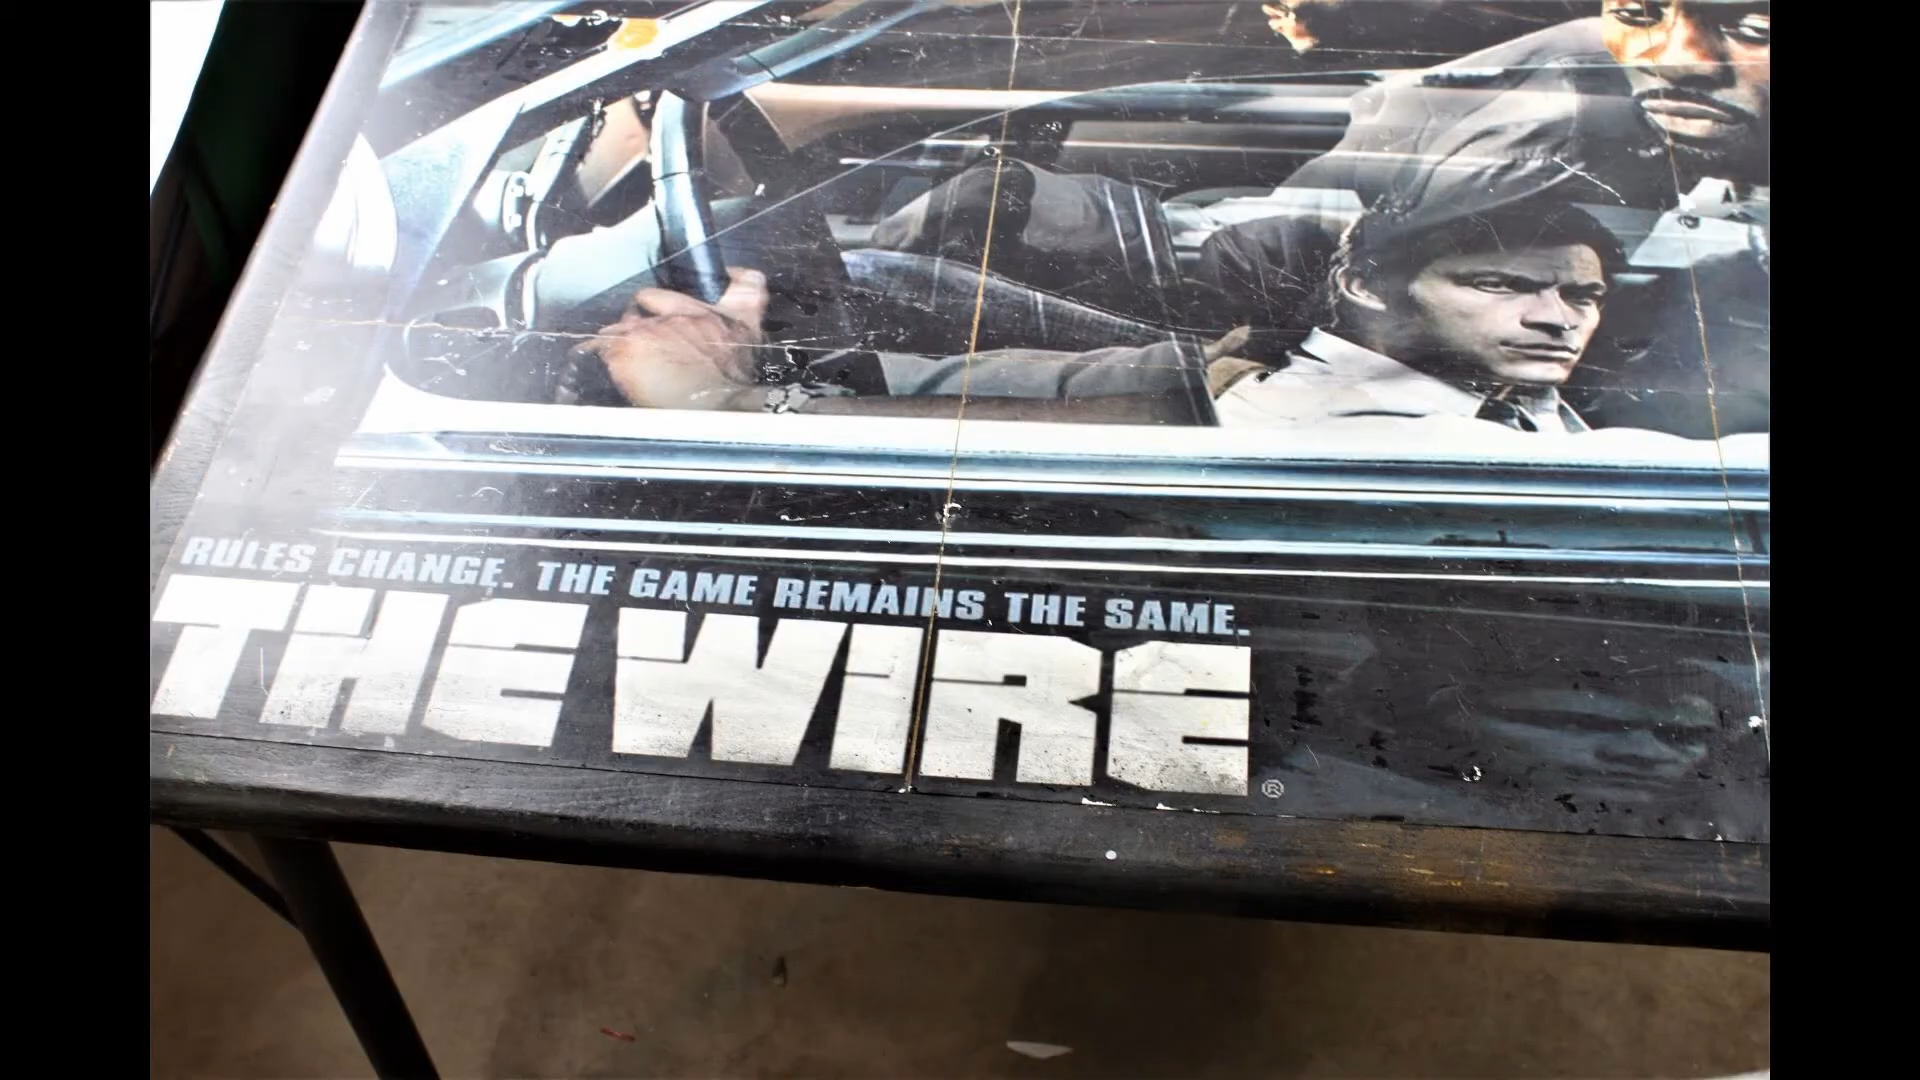 RULES CHANGE. THE GAME REMAINS THE SAME.
THE WIRE ®